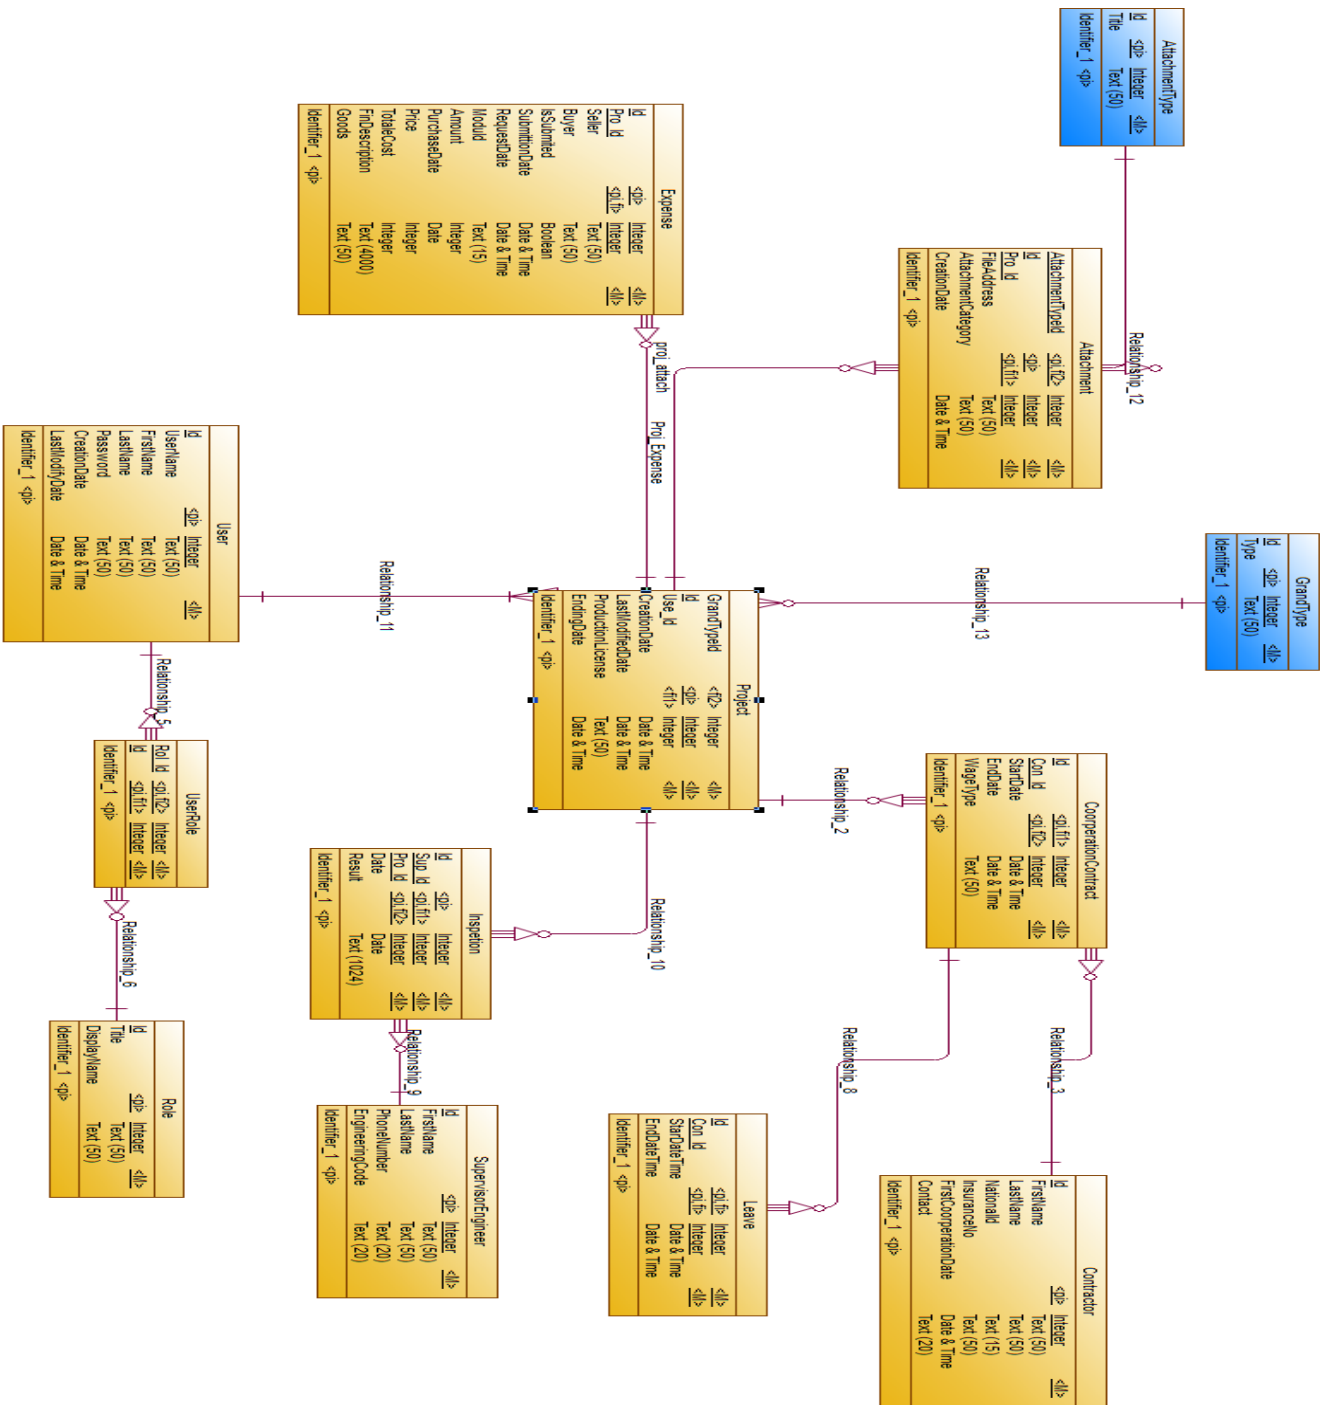 AttachmentType
Id <pi> Integer <M>
Title Text (50)
Identifier_1 <pi>
GrandType
Id <pi> Integer <M>
Type Text (50)
Identifier_1 <pi>
Relationship_12
Attachment
AttachmentTypeId <pi,fi2> Integer <M>
Id <pi> Integer <M>
Pro_Id <pi,fi1> Integer <M>
FileAddress Text (50)
AttachmentCategory Text (50)
CreationDate Date & Time
Identifier_1 <pi>
Relationship_13
CoorperationContract
Id <pi,fi1> Integer <M>
Con_Id <pi,fi2> Integer <M>
StartDate Date & Time
EndDate Date & Time
WageType Text (50)
Identifier_1 <pi>
Relationship_3
Contractor
Id <pi> Integer <M>
FirstName Text (50)
LastName Text (50)
NationalId Text (15)
InsuranceNo Text (50)
FirstCoorperationDate Date & Time
Contact Text (20)
Identifier_1 <pi>
Relationship_2
Relationship_8
Leave
Id <pi,fi> Integer <M>
Con_Id <pi,fi> Integer <M>
StarDateTime Date & Time
EndDateTime Date & Time
Identifier_1 <pi>
Expense
Id <pi> Integer <M>
Pro_Id <pi,fi> Integer <M>
Seller Text (50)
Buyer Text (50)
IsSubmited Boolean
SubmittionDate Date & Time
RequestDate Date & Time
ModuId Text (15)
Amount Integer
PurchaseDate Date
Price Integer
TotaleCost Integer
FinDescription Text (4000)
Goods Text (50)
Identifier_1 <pi>
proj_attach
Proj_Expense
Project
GrandTypeId <fi2> Integer <M>
Id <pi> Integer <M>
Use_Id <fi1> Integer <M>
CreationDate Date & Time
LastModifiedDate Date & Time
ProductionLicense Text (50)
EndingDate Date & Time
Identifier_1 <pi>
Relationship_10
Relationship_11
Inspetion
Id <pi> Integer <M>
Sup_Id <pi,fi1> Integer <M>
Pro_Id <pi,fi2> Integer <M>
Date Date
Result Text (1024)
Identifier_1 <pi>
Relationship_9
SupervisorEngineer
Id <pi> Integer <M>
FirstName Text (50)
LastName Text (50)
PhoneNumber Text (20)
EngineeringCode Text (20)
Identifier_1 <pi>
User
Id <pi> Integer <M>
UserName Text (50)
FirstName Text (50)
LastName Text (50)
Password Text (50)
CreationDate Date & Time
LastModifyDate Date & Time
Identifier_1 <pi>
Relationship_5
UserRole
Rol_Id <pi,fi2> Integer <M>
Id <pi,fi1> Integer <M>
Identifier_1 <pi>
Relationship_6
Role
Id <pi> Integer <M>
Title Text (50)
DisplayName Text (50)
Identifier_1 <pi>